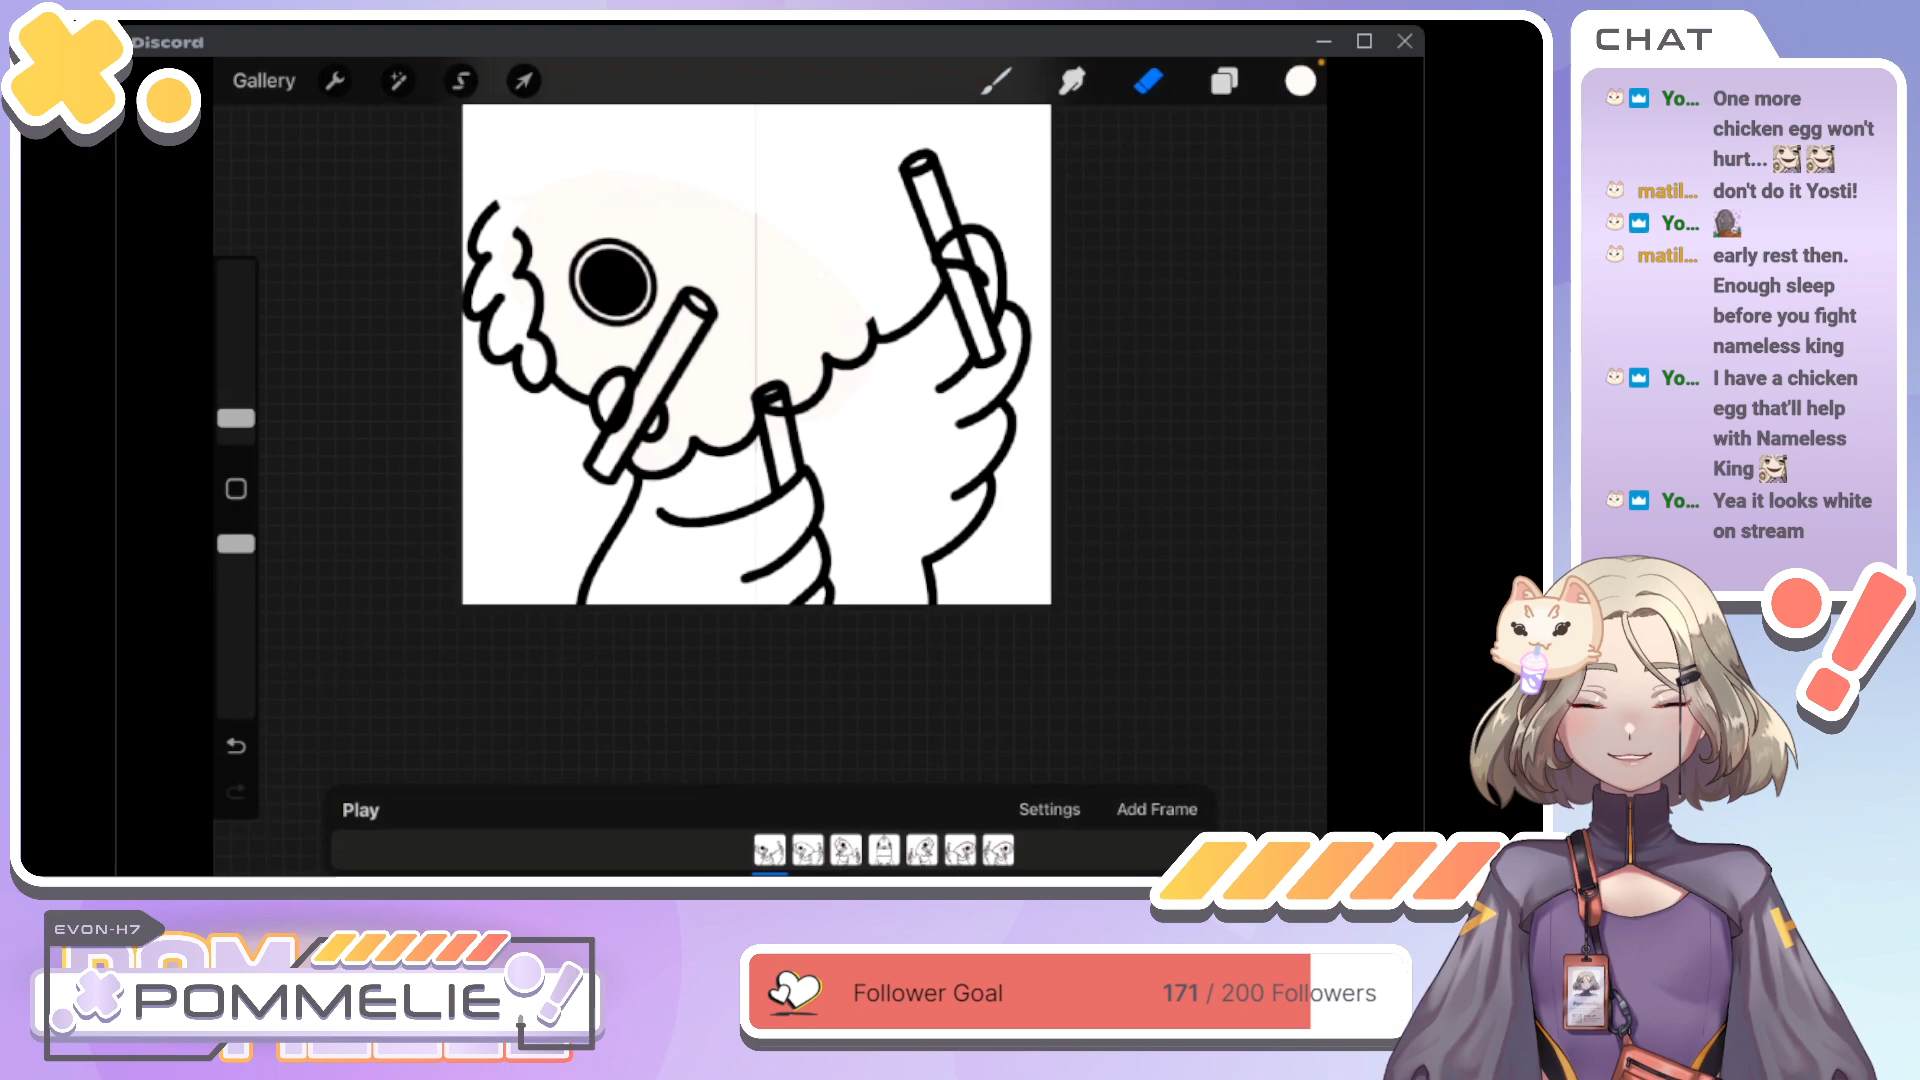 Discord
Gallery
Play
Settings
Add Frame
CHAT
Yo... One more
chicken egg won't
hurt...
matil... don't do it Yosti!
Yo...
matil... early rest then.
Enough sleep
before you fight
nameless king
Yo... I have a chicken
egg that'll help
with Nameless
King
Yo... Yea it looks white
on stream
EVON-H7
POMMELIE
Follower Goal
171 / 200 Followers